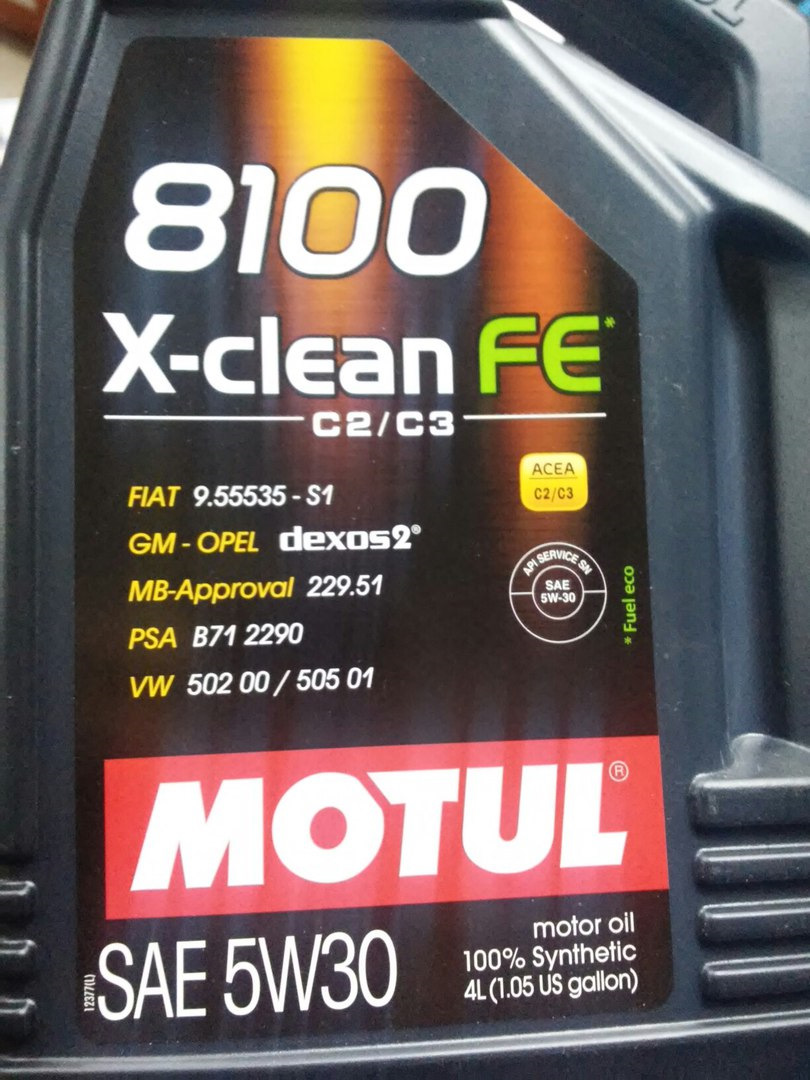 8100
X-clean FE*
C2/C3
FIAT 9.55535 - S1
GM - OPEL dexos2®
MB-Approval 229.51
PSA B71 2290
VW 502 00 / 505 01
ACEA
C2/C3
API SERVICE SN
SAE
5W-30
* Fuel eco
MOTUL®
SAE 5W30
motor oil
100% Synthetic
4L (1.05 US gallon)
12377(L)